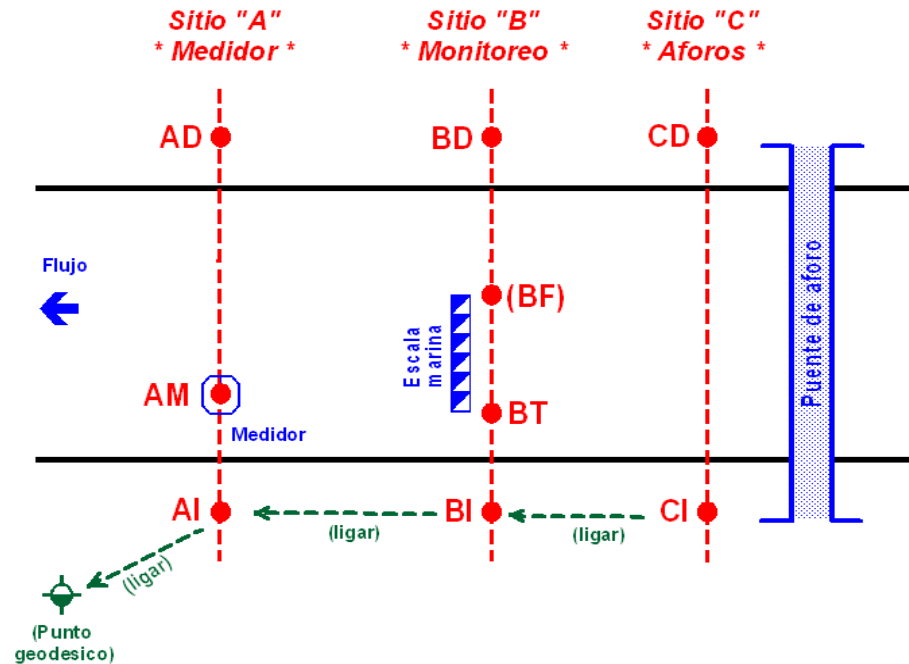 Sitio "A"
* Medidor *
Sitio "B"
* Monitoreo *
Sitio "C"
* Aforos *
AD
BD
CD
Flujo
(BF)
Escala
marina
Puente de aforo
AM
BT
Medidor
AI
BI
CI
(ligar)
(ligar)
(ligar)
(Punto
geodesico)